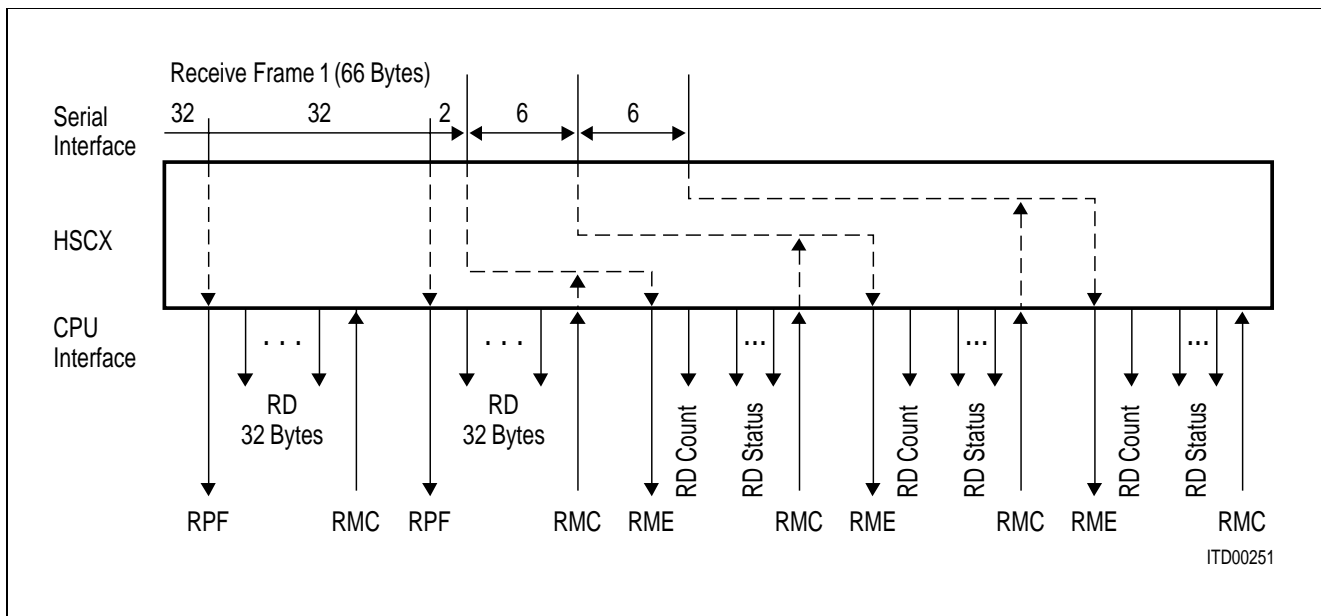 Receive Frame 1 (66 Bytes)
32 32 2 6 6
Serial
Interface
HSCX
CPU
Interface
. . . . . . ... ... ...
RD
32 Bytes
RD
32 Bytes
RD Count
RD Status
RD Count
RD Status
RD Count
RD Status
RPF RMC RPF RMC RME RMC RME RMC RME RMC
ITD00251